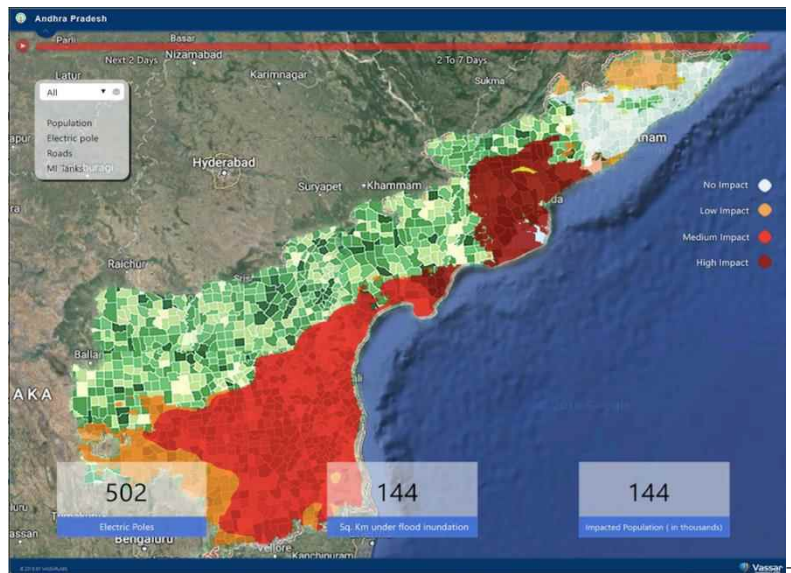 Andhra Pradesh
Parli
Basar
Next 2 Days
Nizamabad
2 To 7 Days
Latur
Karimnagar
Sukma
All
Population
Electric pole
Roads
MI Tanks
Hyderabad
Suryapet
Khammam
nam
da
No Impact
Low Impact
Medium Impact
High Impact
Raichur
Ballari
AKA
502
Electric Poles
144
Sq. Km under flood inundation
144
Impacted Population ( in thousands)
Bengaluru
Vellore
Kanchipuram
Vassar